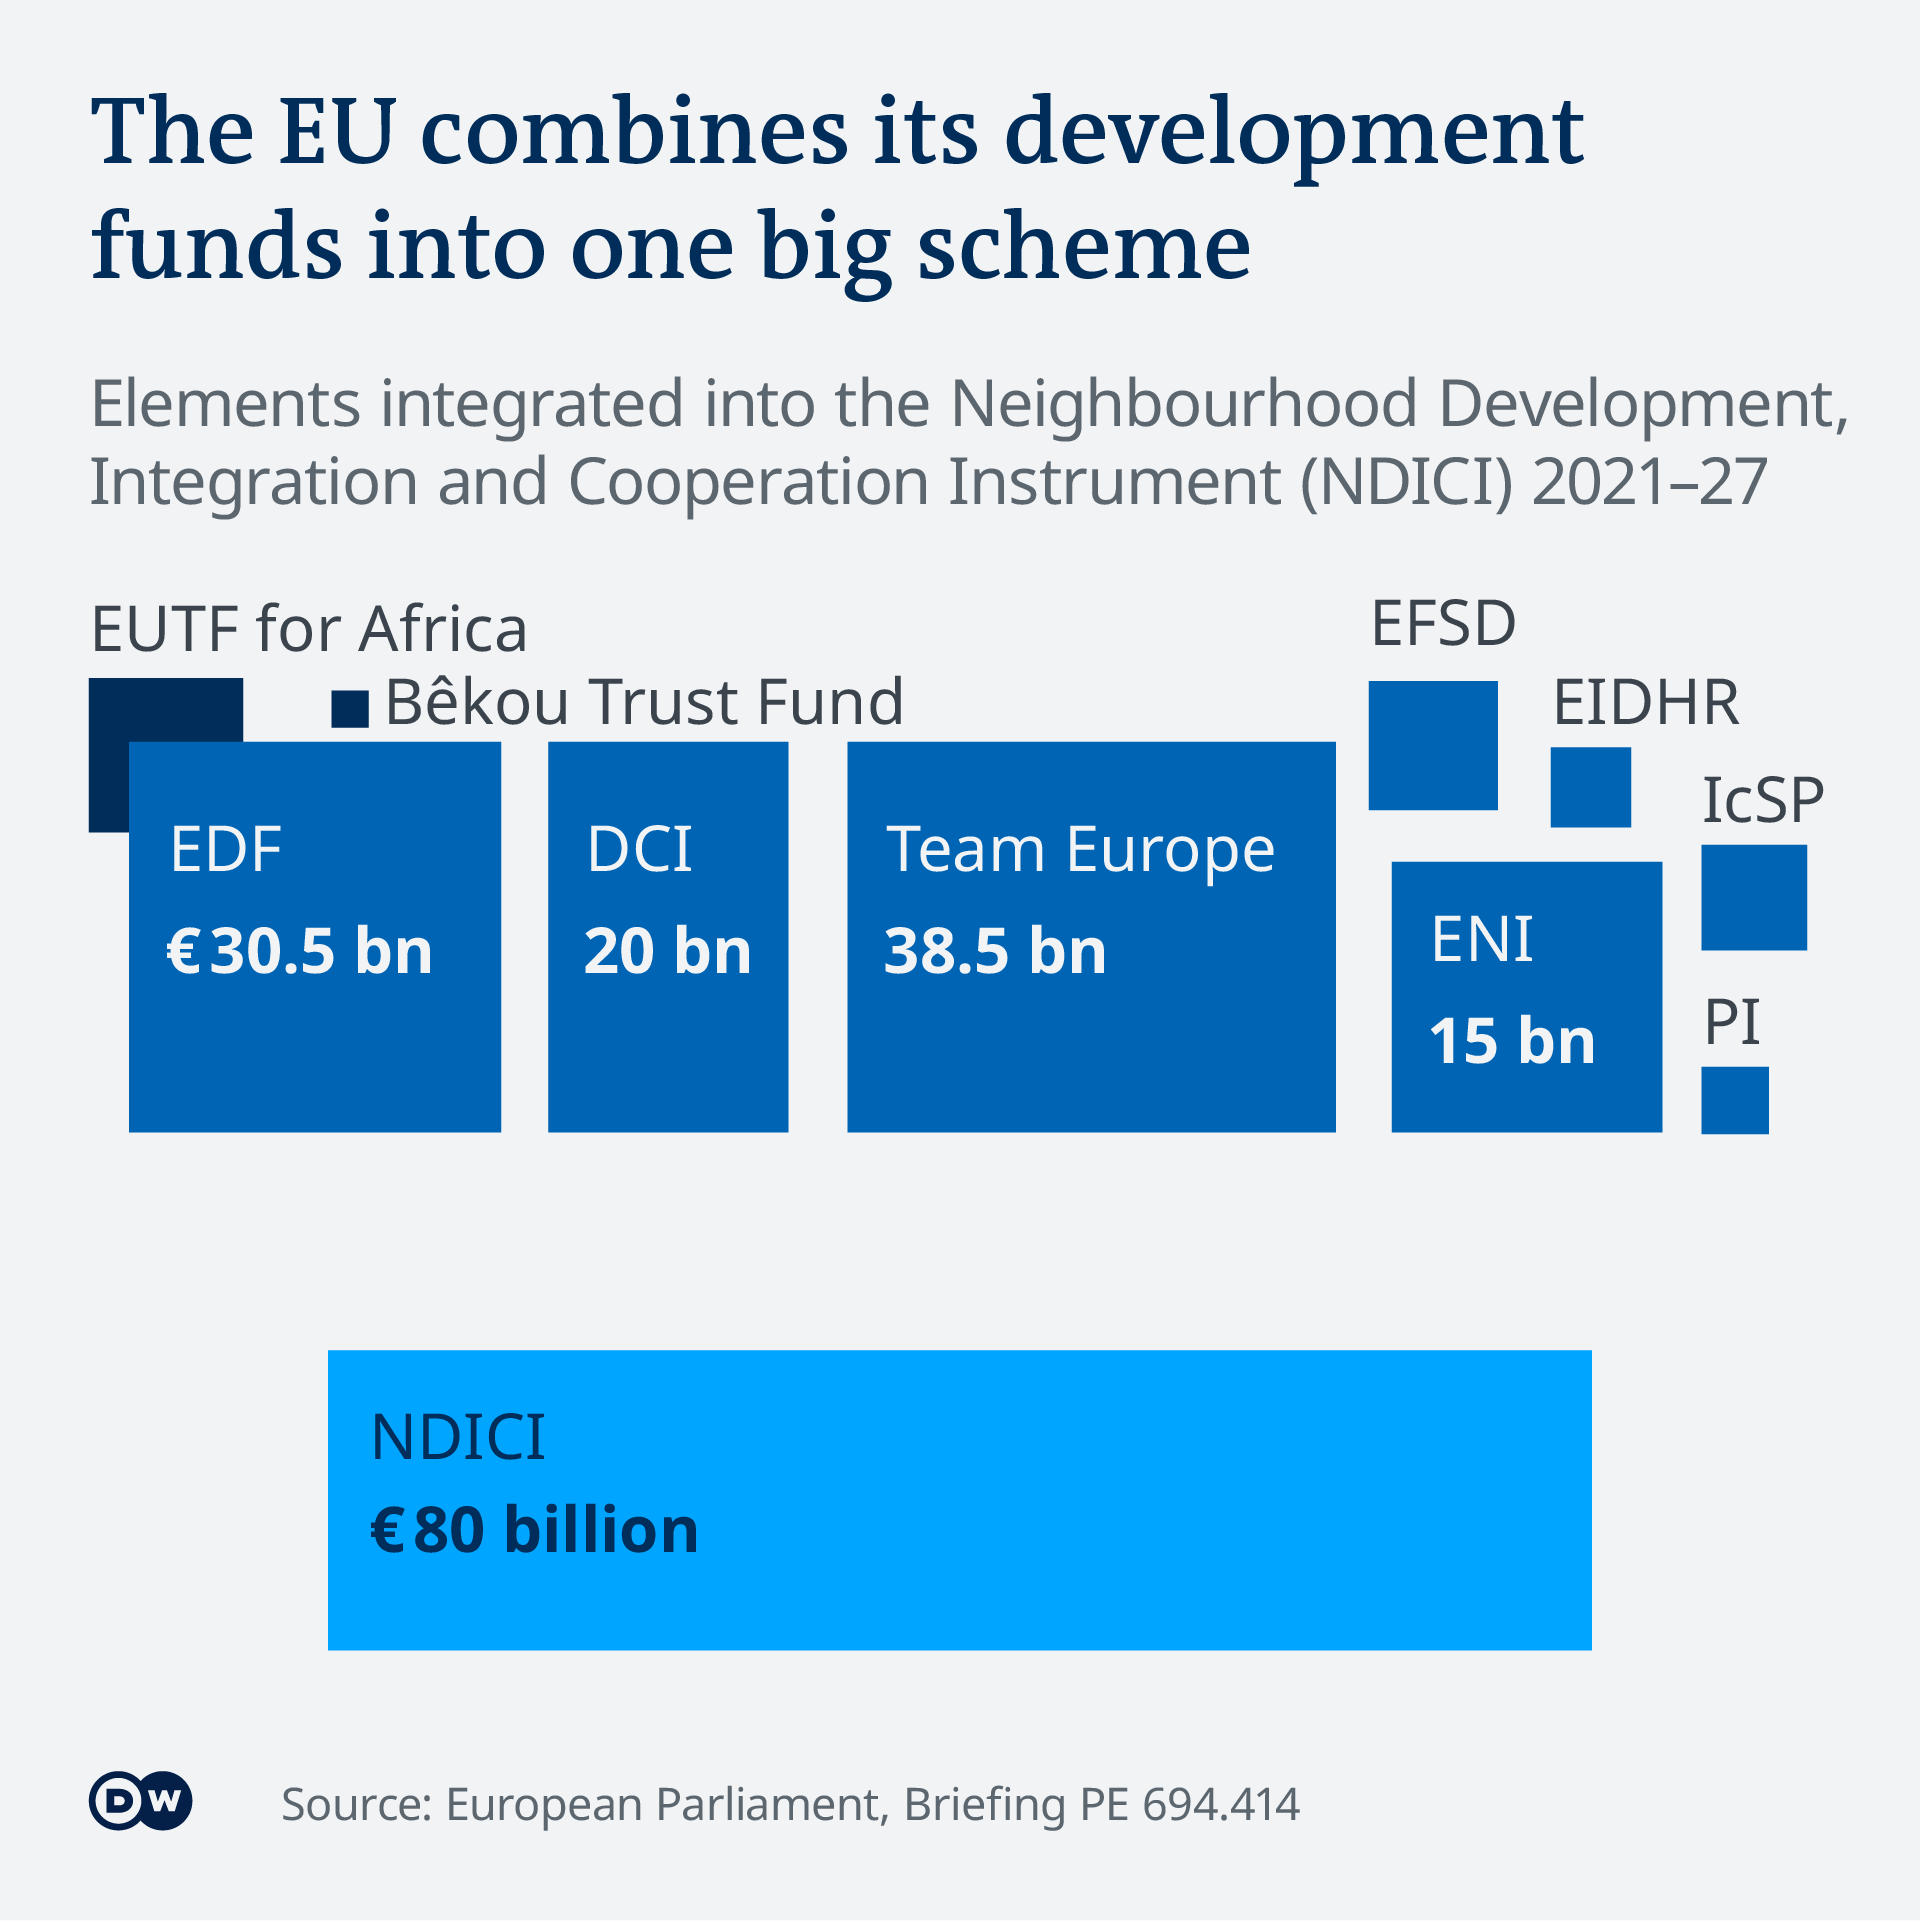 The EU combines its development
funds into one big scheme
Elements integrated into the Neighbourhood Development,
Integration and Cooperation Instrument (NDICI) 2021–27
EUTF for Africa
Bêkou Trust Fund
EDF
€30.5 bn
DCI
20 bn
Team Europe
38.5 bn
EFSD
EIDHR
IcSP
ENI
15 bn
PI
NDICI
€80 billion
DW
Source: European Parliament, Briefing PE 694.414